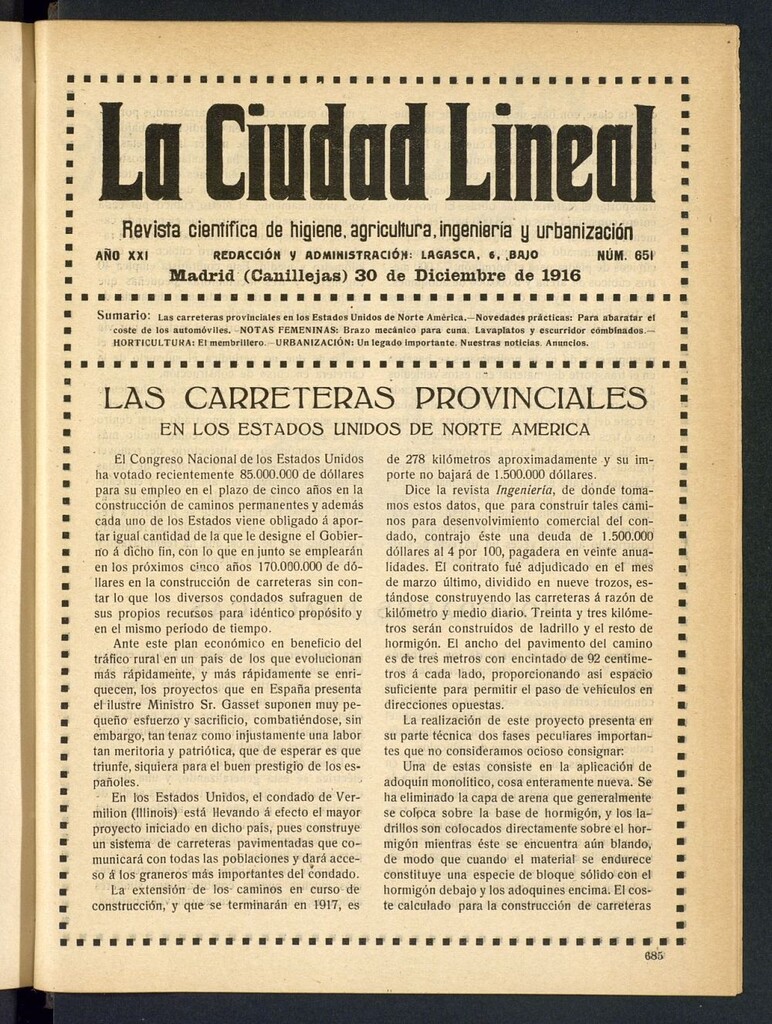 La Ciudad Lineal
Revista científica de higiene, agricultura, ingeniería y urbanización
AÑO XXI REDACCIÓN Y ADMINISTRACIÓN: LAGASCA, 6, BAJO NÚM. 651
Madrid (Canillejas) 30 de Diciembre de 1916
Sumario: Las carreteras provinciales en los Estados Unidos de Norte América.—Novedades prácticas: Para abaratar el
coste de los automóviles.—NOTAS FEMENINAS: Brazo mecánico para cuna. Lavaplatos y escurridor combinados.—
HORTICULTURA: El membrillero.—URBANIZACIÓN: Un legado importante. Nuestras noticias. Anuncios.
LAS CARRETERAS PROVINCIALES
EN LOS ESTADOS UNIDOS DE NORTE AMERICA
El Congreso Nacional de los Estados Unidos
ha votado recientemente 85.000.000 de dóllares
para su empleo en el plazo de cinco años en la
construcción de caminos permanentes y además
cada uno de los Estados viene obligado á apor-
tar igual cantidad de la que le designe el Gobier-
no á dicho fin, con lo que en junto se emplearán
en los próximos cinco años 170.000.000 de dó-
llares en la construcción de carreteras sin con-
tar lo que los diversos condados sufraguen de
sus propios recursos para idéntico propósito y
en el mismo período de tiempo.
Ante este plan económico en beneficio del
tráfico rural en un país de los que evolucionan
más rápidamente, y más rápidamente se enri-
quecen, los proyectos que en España presenta
el ilustre Ministro Sr. Gasset suponen muy pe-
queño esfuerzo y sacrificio, combatiéndose, sin
embargo, tan tenaz como injustamente una labor
tan meritoria y patriótica, que de esperar es que
triunfe, siquiera para el buen prestigio de los es-
pañoles.
En los Estados Unidos, el condado de Ver-
milion (Illinois) está llevando á efecto el mayor
proyecto iniciado en dicho país, pues construye
un sistema de carreteras pavimentadas que co-
municará con todas las poblaciones y dará acce-
so á los graneros más importantes del condado.
La extensión de los caminos en curso de
construcción, y que se terminarán en 1917, es
de 278 kilómetros aproximadamente y su im-
porte no bajará de 1.500.000 dóllares.
Dice la revista Ingeniería, de donde toma-
mos estos datos, que para construir tales cami-
nos para desenvolvimiento comercial del con-
dado, contrajo éste una deuda de 1.500.000
dóllares al 4 por 100, pagadera en veinte anua-
lidades. El contrato fué adjudicado en el mes
de marzo último, dividido en nueve trozos, es-
tándose construyendo las carreteras á razón de
kilómetro y medio diario. Treinta y tres kilóme-
tros serán construídos de ladrillo y el resto de
hormigón. El ancho del pavimento del camino
es de tres metros con encintado de 92 centíme-
tros á cada lado, proporcionando así espacio
suficiente para permitir el paso de vehículos en
direcciones opuestas.
La realización de este proyecto presenta en
su parte técnica dos fases peculiares importan-
tes que no consideramos ocioso consignar:
Una de estas consiste en la aplicación de
adoquín monolítico, cosa enteramente nueva. Se
ha eliminado la capa de arena que generalmente
se coloca sobre la base de hormigón, y los la-
drillos son colocados directamente sobre el hor-
migón mientras éste se encuentra aún blando,
de modo que cuando el material se endurece
constituye una especie de bloque sólido con el
hormigón debajo y los adoquines encima. El cos-
te calculado para la construcción de carreteras
685